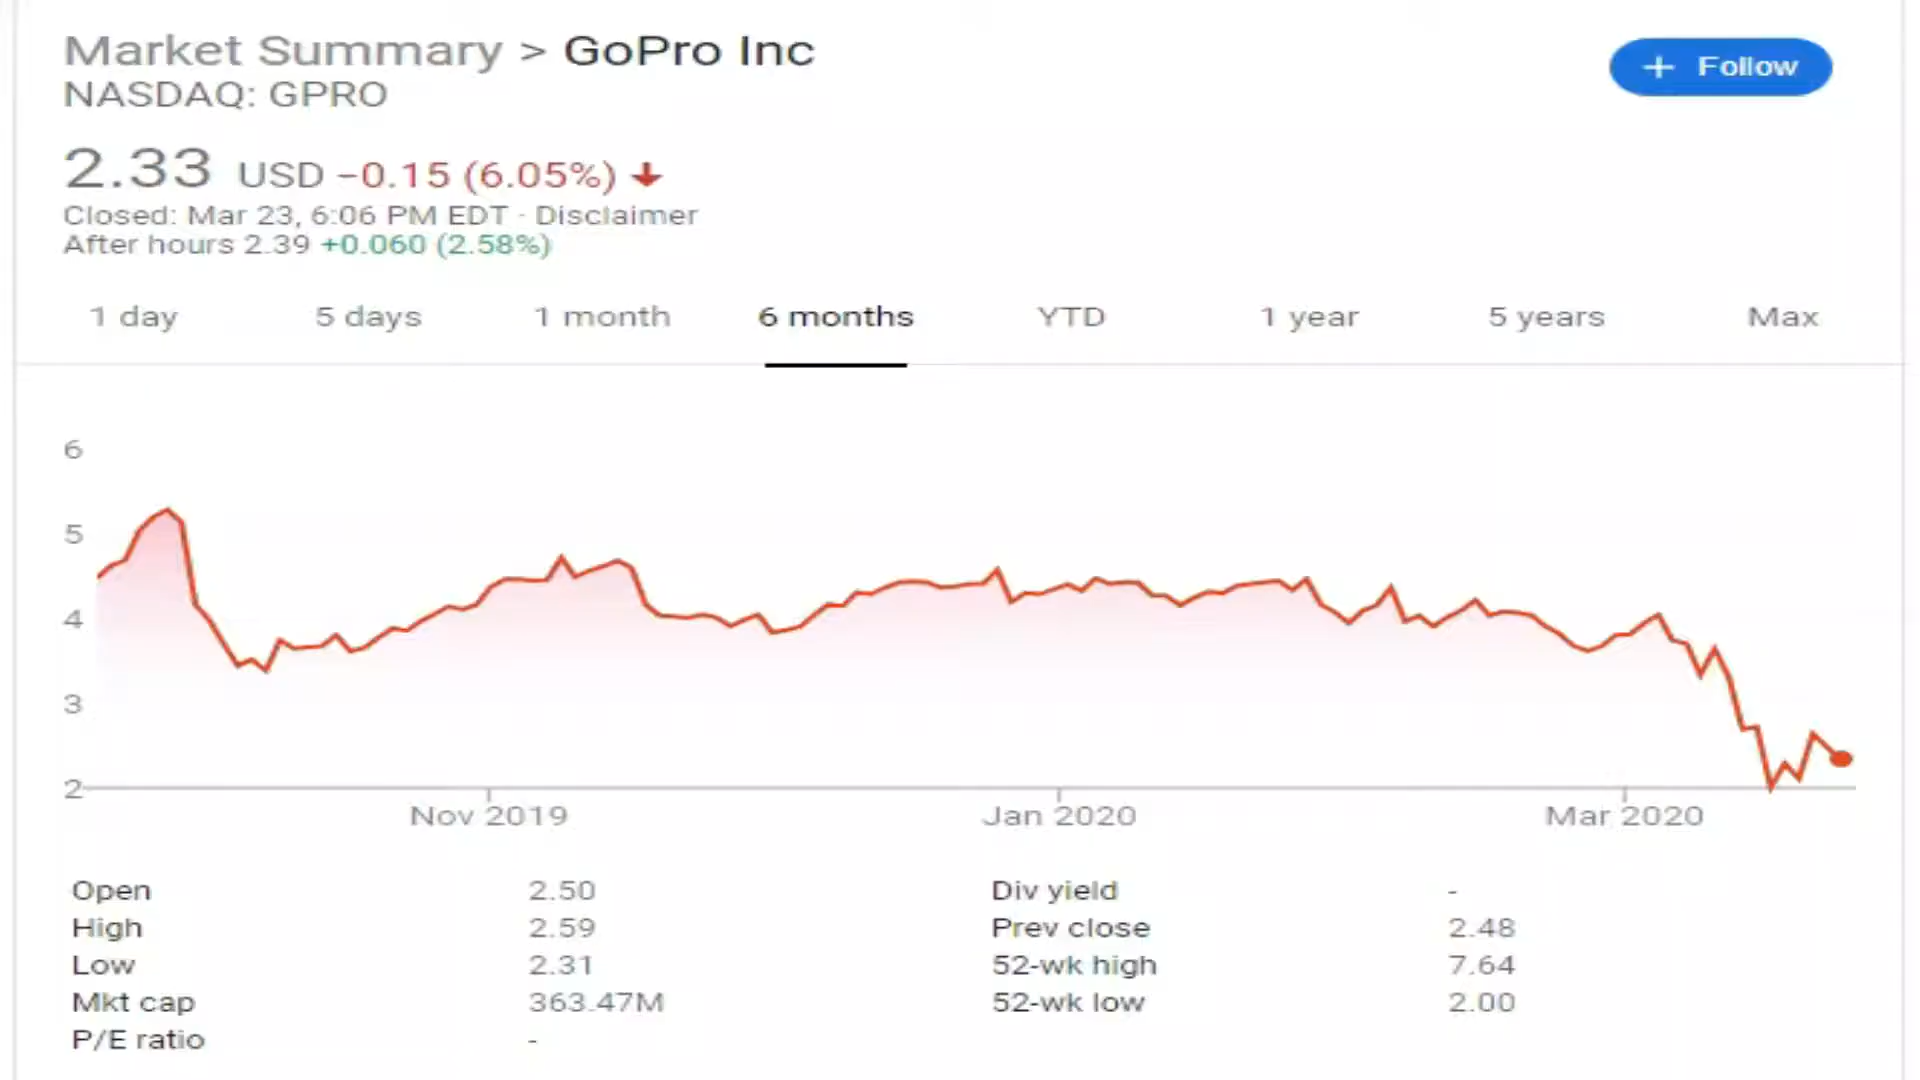 Market Summary > GoPro Inc
+ Follow
NASDAQ: GPRO
2.33 USD −0.15 (6.05%) ↓
Closed: Mar 23, 6:06 PM EDT · Disclaimer
After hours 2.39 +0.060 (2.58%)
1 day 5 days 1 month 6 months YTD 1 year 5 years Max
6
5
4
3
2
Nov 2019 Jan 2020 Mar 2020
Open 2.50 Div yield -
High 2.59 Prev close 2.48
Low 2.31 52-wk high 7.64
Mkt cap 363.47M 52-wk low 2.00
P/E ratio -